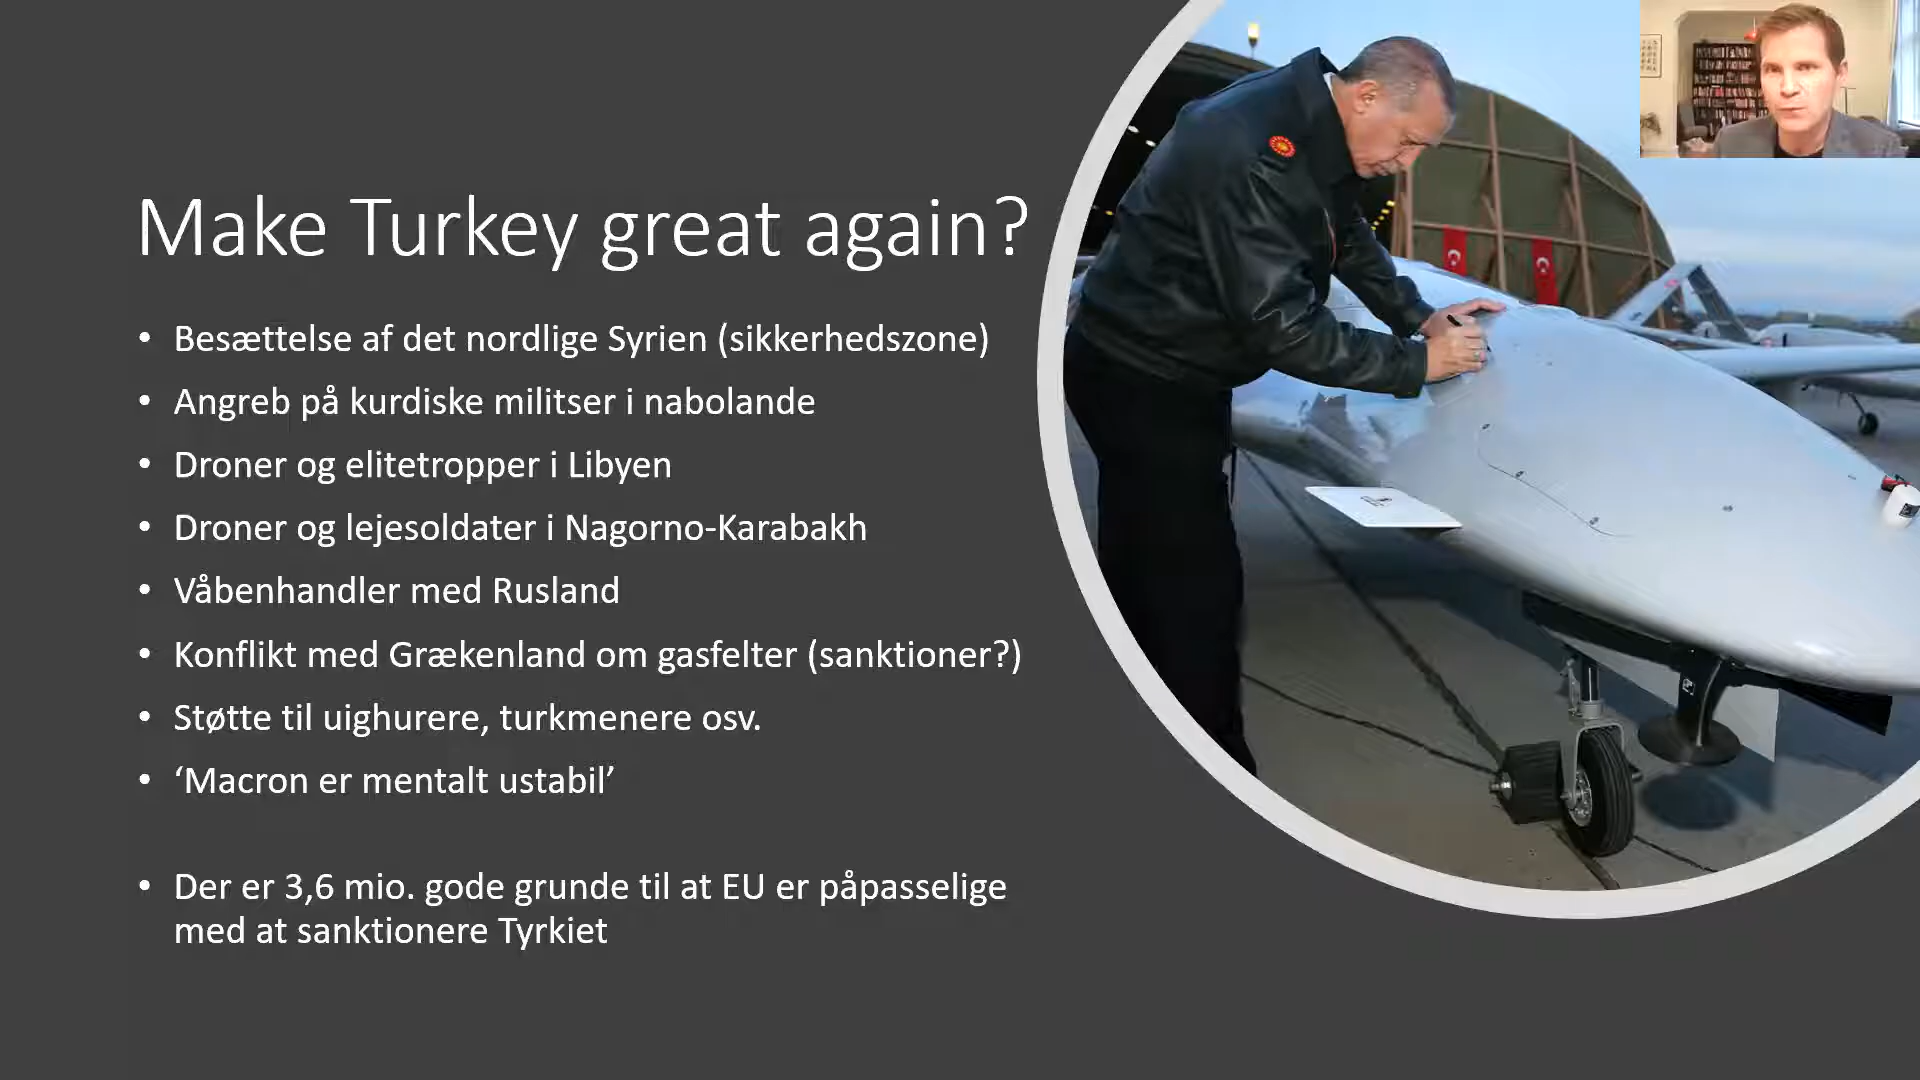 Make Turkey great again?
• Besættelse af det nordlige Syrien (sikkerhedszone)
• Angreb på kurdiske militser i nabolande
• Droner og elitetropper i Libyen
• Droner og lejesoldater i Nagorno-Karabakh
• Våbenhandler med Rusland
• Konflikt med Grækenland om gasfelter (sanktioner?)
• Støtte til uighurere, turkmenere osv.
• ‘Macron er mentalt ustabil’
• Der er 3,6 mio. gode grunde til at EU er påpasselige
med at sanktionere Tyrkiet